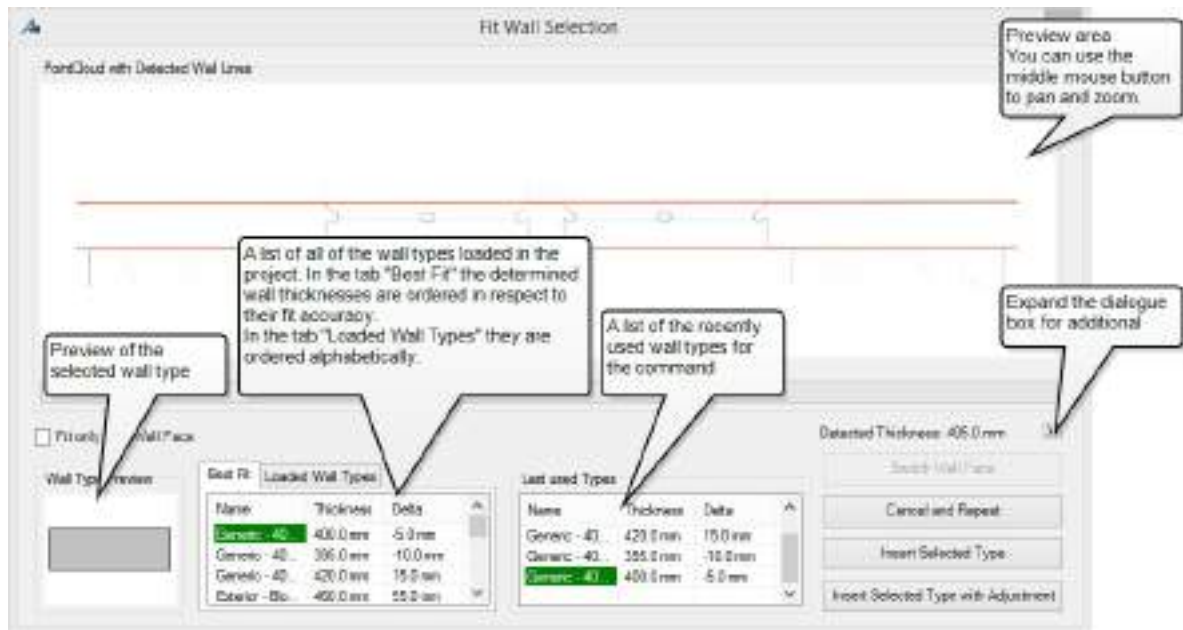 Fit Wall Selection
PointCloud with Detected Wall Lines
Preview area
You can use the
middle mouse button
to pan and zoom.
A list of all of the wall types loaded in the
project. In the tab "Best Fit" the determined
wall thicknesses are ordered in respect to
their fit accuracy.
In the tab "Loaded Wall Types" they are
ordered alphabetically.
A list of the recently
used wall types for
the command
Expand the dialogue
box for additional
Preview of the
selected wall type
Fit only Wall Face
Detected Thickness: 405.0 mm
Wall Type Preview
Best Fit Loaded Wall Types
Name Thickness Delta
Generic - 40... 400.0 mm -5.0 mm
Generic - 40... 395.0 mm -10.0 mm
Generic - 40... 420.0 mm 15.0 mm
Exterior - Blo... 460.0 mm 55.0 mm
Last used Types
Name Thickness Delta
Generic - 40... 420.0 mm 15.0 mm
Generic - 40... 395.0 mm -10.0 mm
Generic - 40... 400.0 mm -5.0 mm
Switch Wall Face
Cancel and Repeat
Insert Selected Type
Insert Selected Type with Adjustment